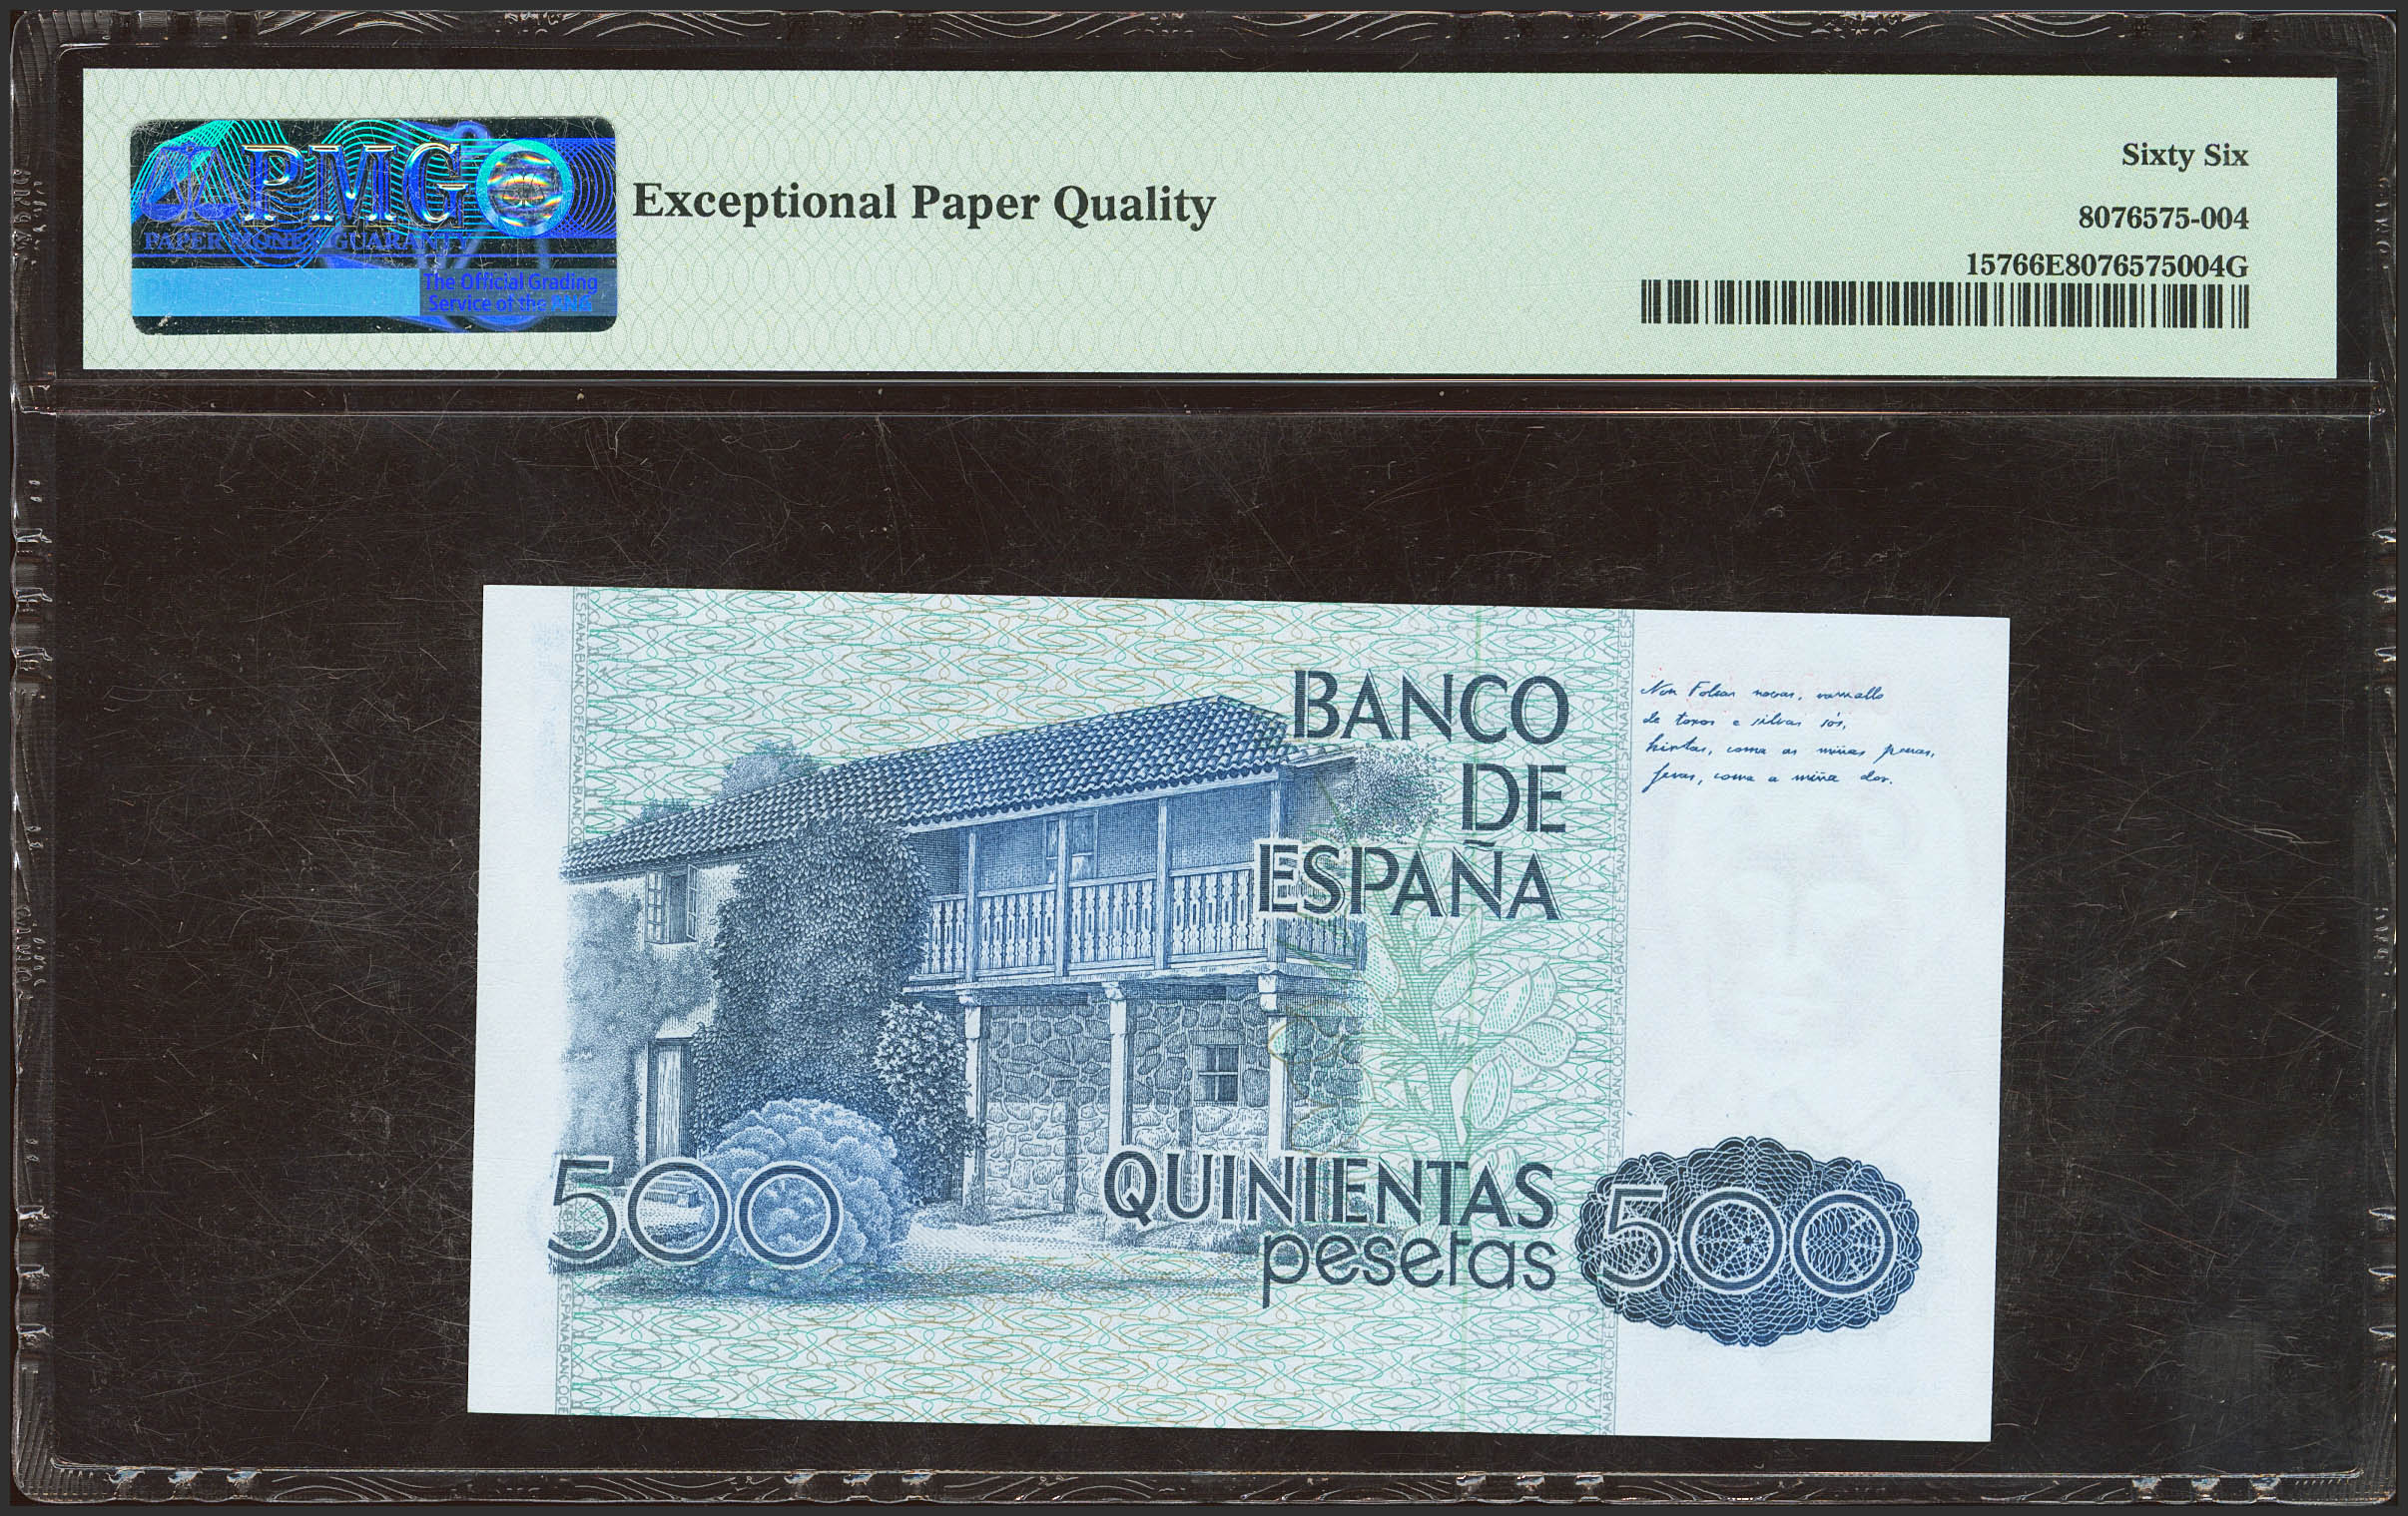 PMG
PAPER MONEY GUARANTY
The Official Grading
Service of the PNG
Exceptional Paper Quality
Sixty Six
8076575-004
15766E8076575004G
BANCO
DE
ESPAÑA
Non Follas novas, ramallo
de toxos e silvas sós,
hirtas, coma as miñas penas,
feras, coma a miña dor.
500
QUINIENTAS
pesetas
500